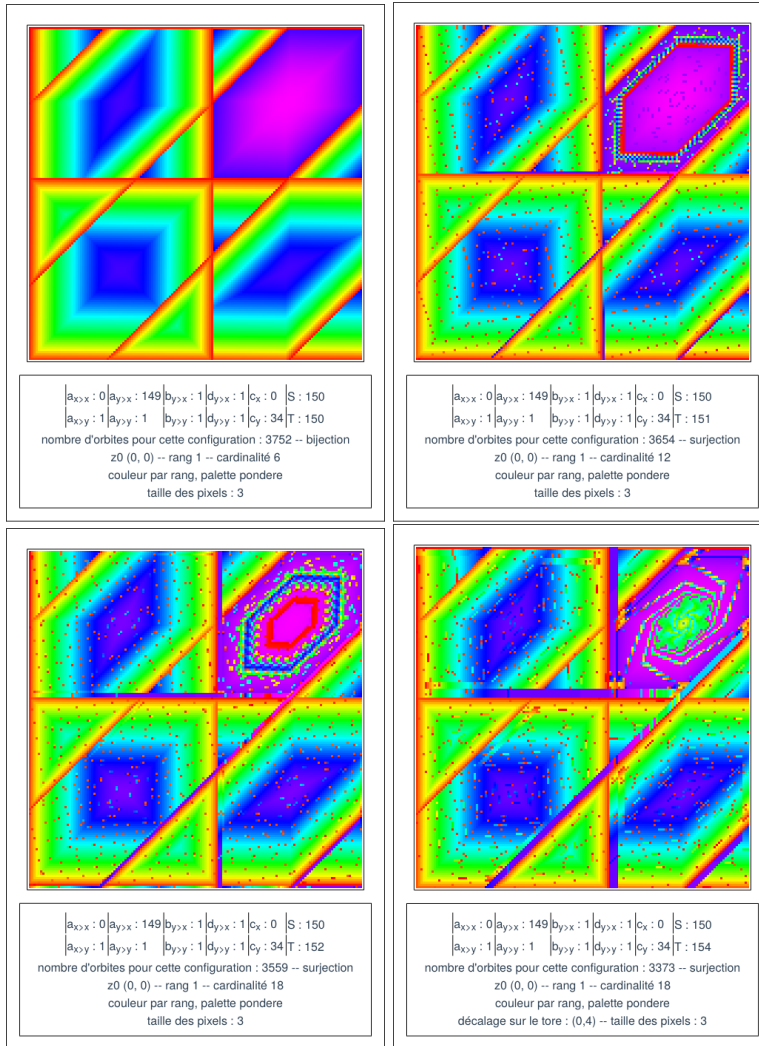 a x>x : 0 a y>x : 149 b y>x : 1 d y>x : 1 c x : 0 S : 150
a x>y : 1 a y>y : 1 b y>y : 1 d y>y : 1 c y : 34 T : 150
nombre d'orbites pour cette configuration : 3752 -- bijection
z0 (0, 0) -- rang 1 -- cardinalité 6
couleur par rang, palette pondere
taille des pixels : 3
a x>x : 0 a y>x : 149 b y>x : 1 d y>x : 1 c x : 0 S : 150
a x>y : 1 a y>y : 1 b y>y : 1 d y>y : 1 c y : 34 T : 151
nombre d'orbites pour cette configuration : 3654 -- surjection
z0 (0, 0) -- rang 1 -- cardinalité 12
couleur par rang, palette pondere
taille des pixels : 3
a x>x : 0 a y>x : 149 b y>x : 1 d y>x : 1 c x : 0 S : 150
a x>y : 1 a y>y : 1 b y>y : 1 d y>y : 1 c y : 34 T : 152
nombre d'orbites pour cette configuration : 3559 -- surjection
z0 (0, 0) -- rang 1 -- cardinalité 18
couleur par rang, palette pondere
taille des pixels : 3
a x>x : 0 a y>x : 149 b y>x : 1 d y>x : 1 c x : 0 S : 150
a x>y : 1 a y>y : 1 b y>y : 1 d y>y : 1 c y : 34 T : 154
nombre d'orbites pour cette configuration : 3373 -- surjection
z0 (0, 0) -- rang 1 -- cardinalité 18
couleur par rang, palette pondere
décalage sur le tore : (0,4) -- taille des pixels : 3